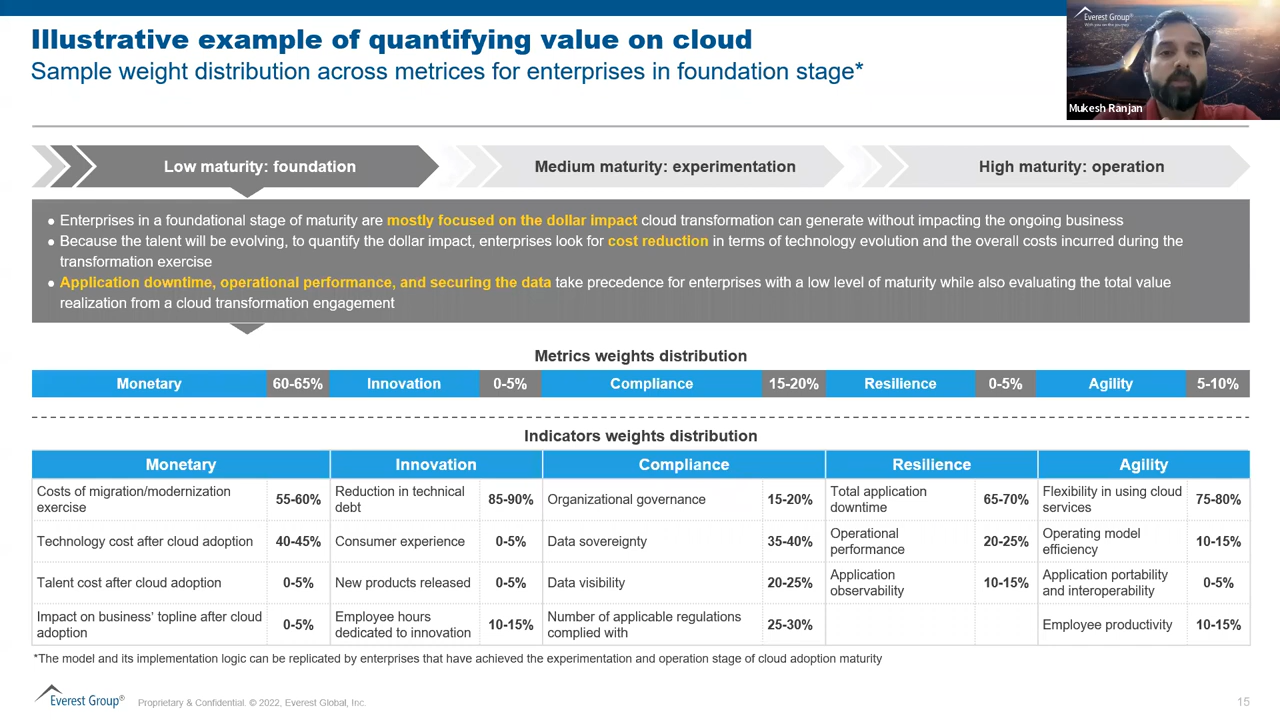 Illustrative example of quantifying value on cloud
Sample weight distribution across metrices for enterprises in foundation stage*
Everest Group®
With you on the journey
Mukesh Ranjan
Low maturity: foundation
Medium maturity: experimentation
High maturity: operation
● Enterprises in a foundational stage of maturity are mostly focused on the dollar impact cloud transformation can generate without impacting the ongoing business
● Because the talent will be evolving, to quantify the dollar impact, enterprises look for cost reduction in terms of technology evolution and the overall costs incurred during the
transformation exercise
● Application downtime, operational performance, and securing the data take precedence for enterprises with a low level of maturity while also evaluating the total value
realization from a cloud transformation engagement
Metrics weights distribution
Monetary 60-65% Innovation 0-5% Compliance 15-20% Resilience 0-5% Agility 5-10%
Indicators weights distribution
Monetary Innovation Compliance Resilience Agility
Costs of migration/modernization
exercise
55-60%
Reduction in technical
debt
85-90%
Organizational governance
15-20%
Total application
downtime
65-70%
Flexibility in using cloud
services
75-80%
Technology cost after cloud adoption
40-45%
Consumer experience
0-5%
Data sovereignty
35-40%
Operational
performance
20-25%
Operating model
efficiency
10-15%
Talent cost after cloud adoption
0-5%
New products released
0-5%
Data visibility
20-25%
Application
observability
10-15%
Application portability
and interoperability
0-5%
Impact on business' topline after cloud
adoption
0-5%
Employee hours
dedicated to innovation
10-15%
Number of applicable regulations
complied with
25-30%
Employee productivity
10-15%
*The model and its implementation logic can be replicated by enterprises that have achieved the experimentation and operation stage of cloud adoption maturity
Everest Group®
Proprietary & Confidential. © 2022, Everest Global, Inc.
15